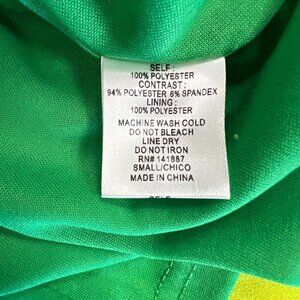 SELF :
100% POLYESTER
CONTRAST :
94% POLYESTER 6% SPANDEX
LINING :
100% POLYESTER
MACHINE WASH COLD
DO NOT BLEACH
LINE DRY
DO NOT IRON
RN# 141887
SMALL/CHICO
MADE IN CHINA